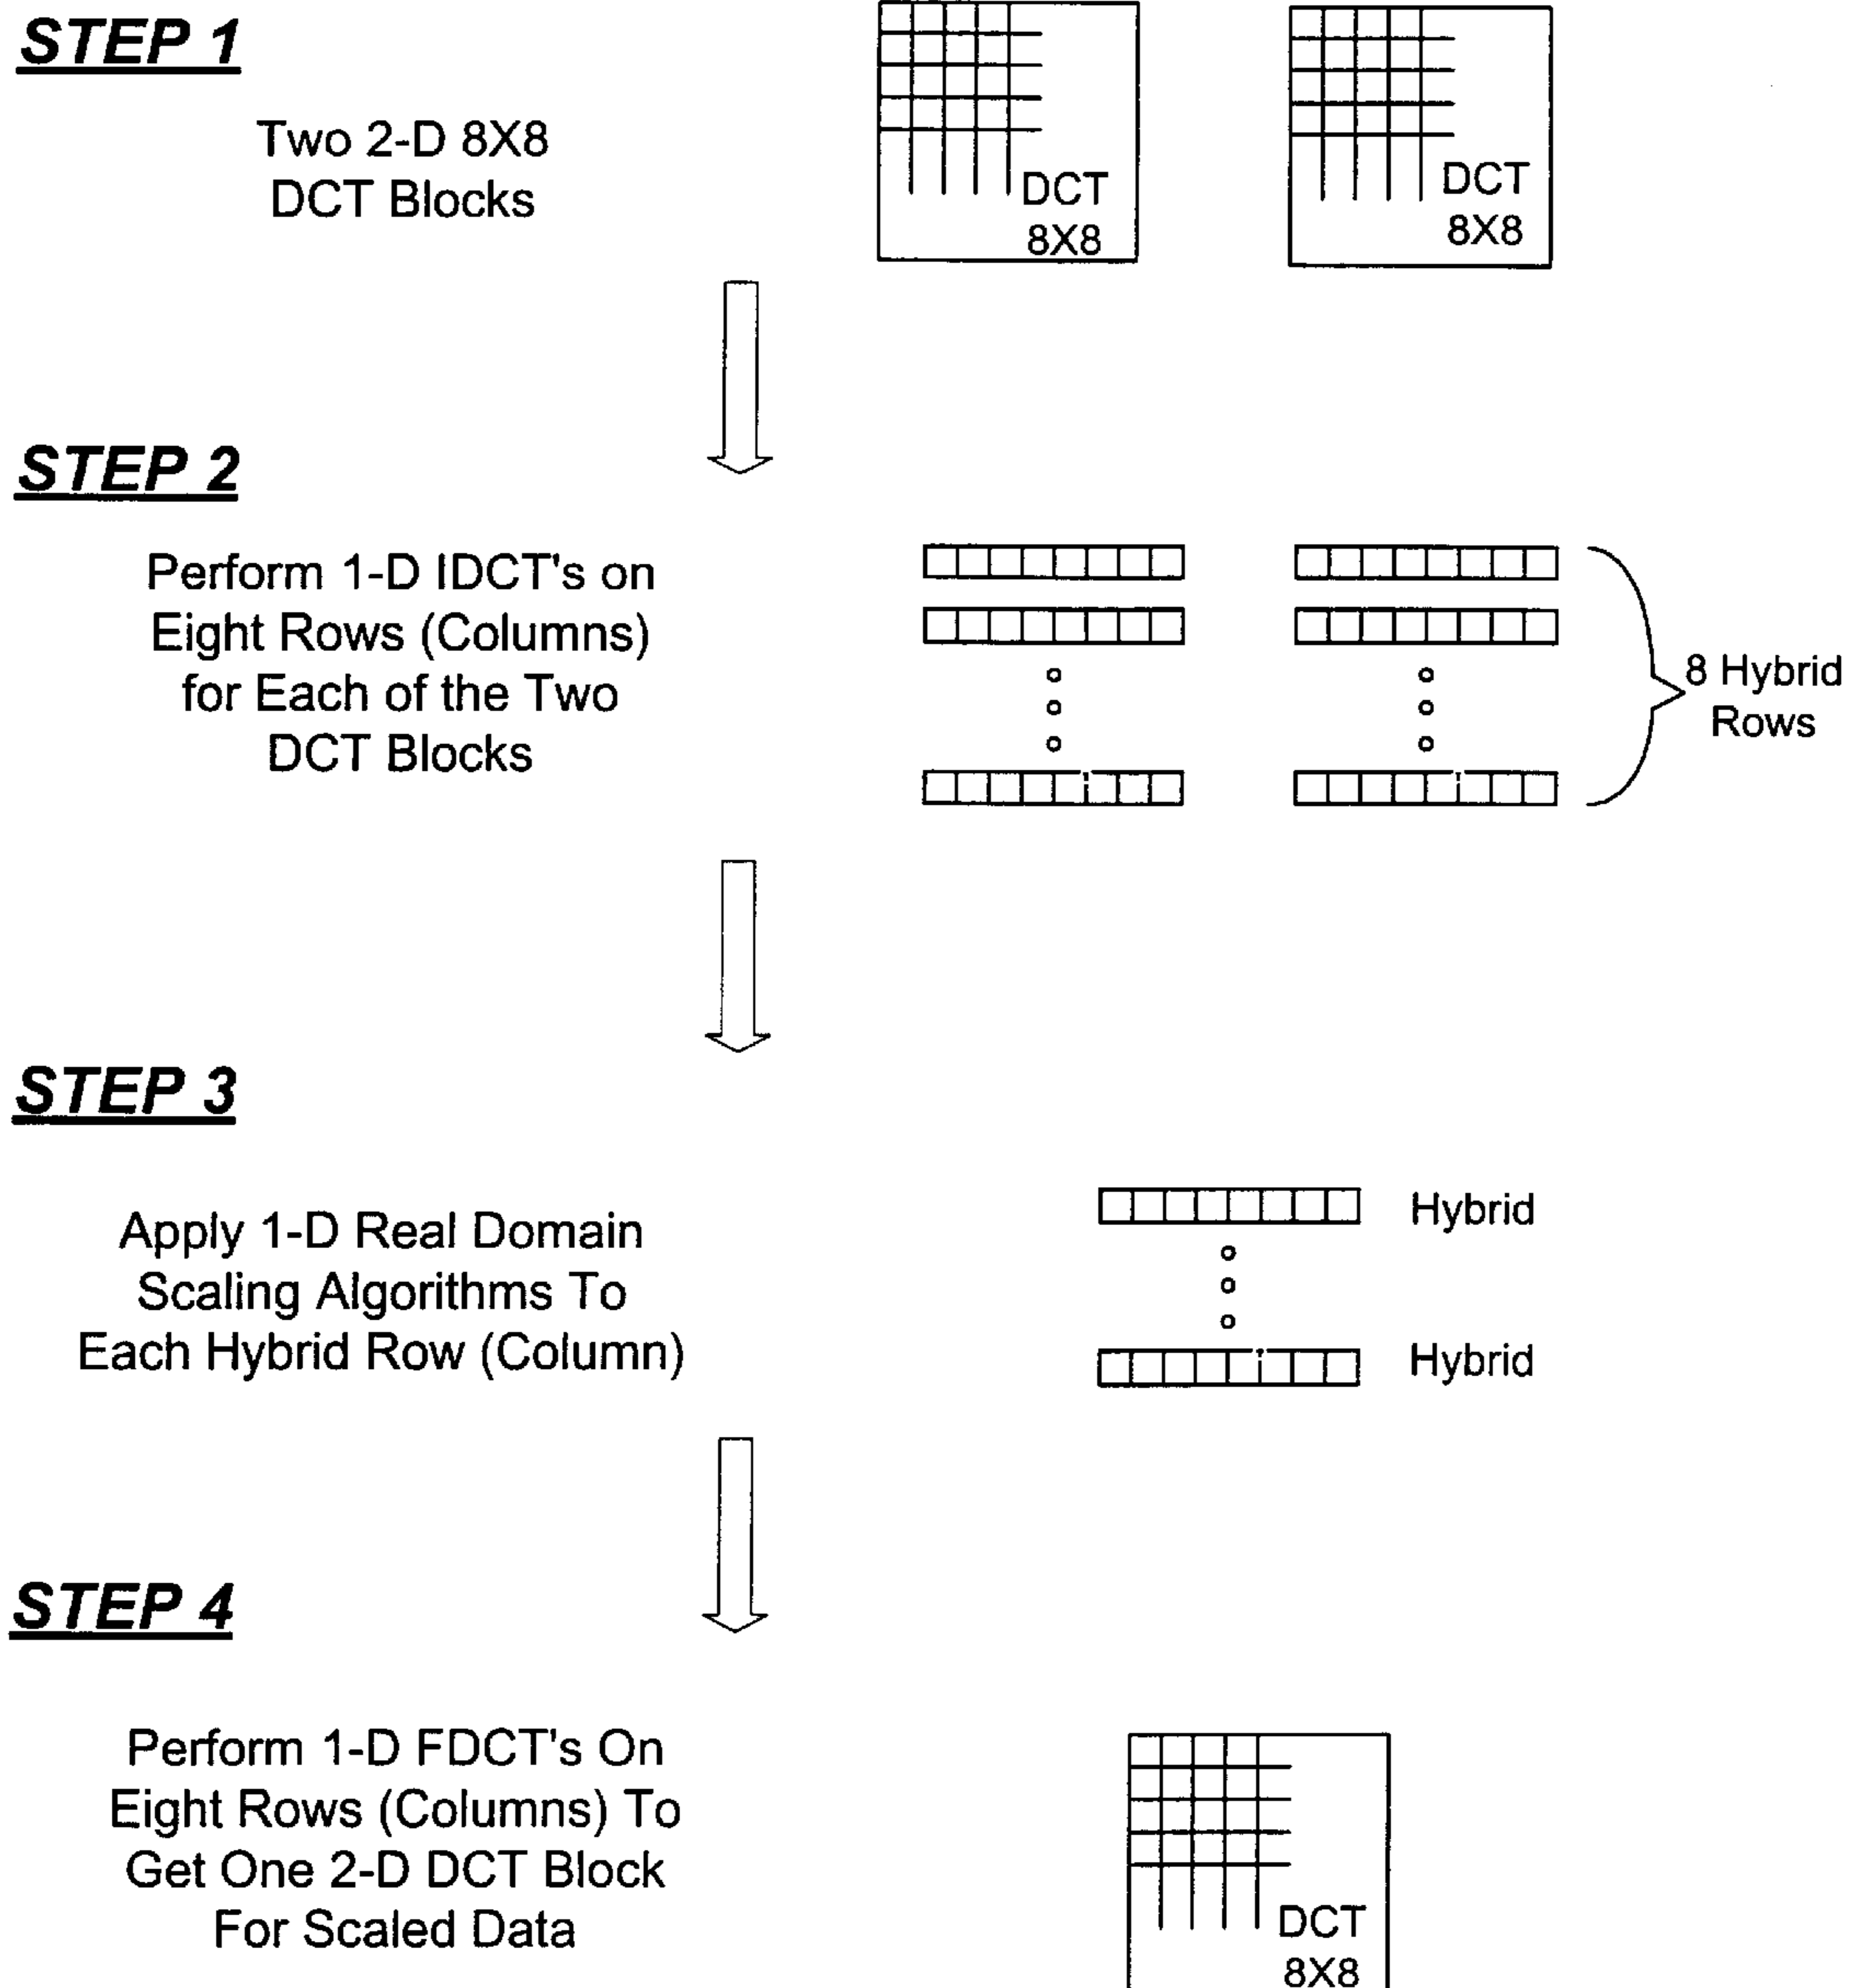 STEP 1
Two 2-D 8X8
DCT Blocks
DCT
8X8
DCT
8X8
STEP 2
Perform 1-D IDCT's on
Eight Rows (Columns)
for Each of the Two
DCT Blocks
8 Hybrid
Rows
STEP 3
Apply 1-D Real Domain
Scaling Algorithms To
Each Hybrid Row (Column)
Hybrid
Hybrid
STEP 4
Perform 1-D FDCT's On
Eight Rows (Columns) To
Get One 2-D DCT Block
For Scaled Data
DCT
8X8